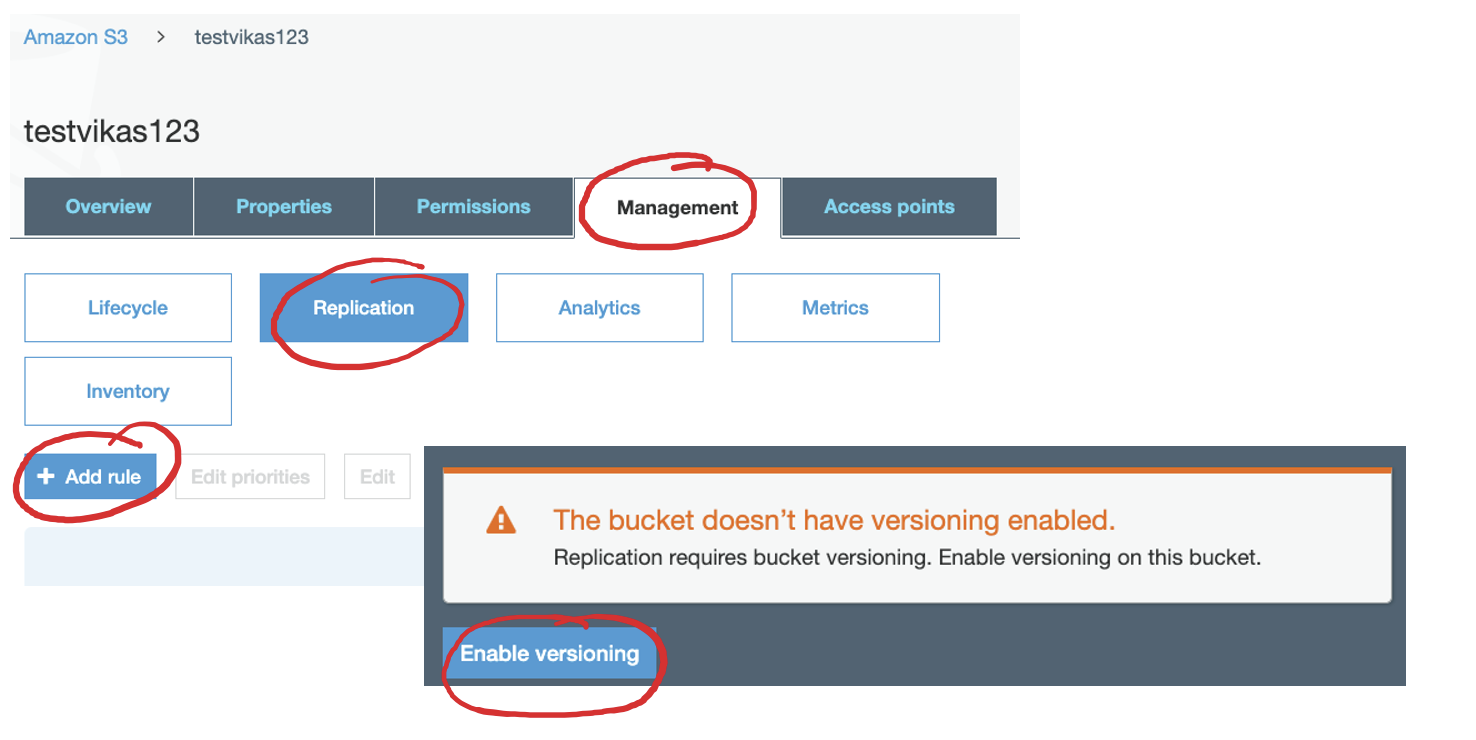 Amazon S3 > testvikas123
testvikas123
Overview Properties Permissions Management Access points
Lifecycle Replication Analytics Metrics
Inventory
+ Add rule Edit priorities Edit
The bucket doesn't have versioning enabled.
Replication requires bucket versioning. Enable versioning on this bucket.
Enable versioning